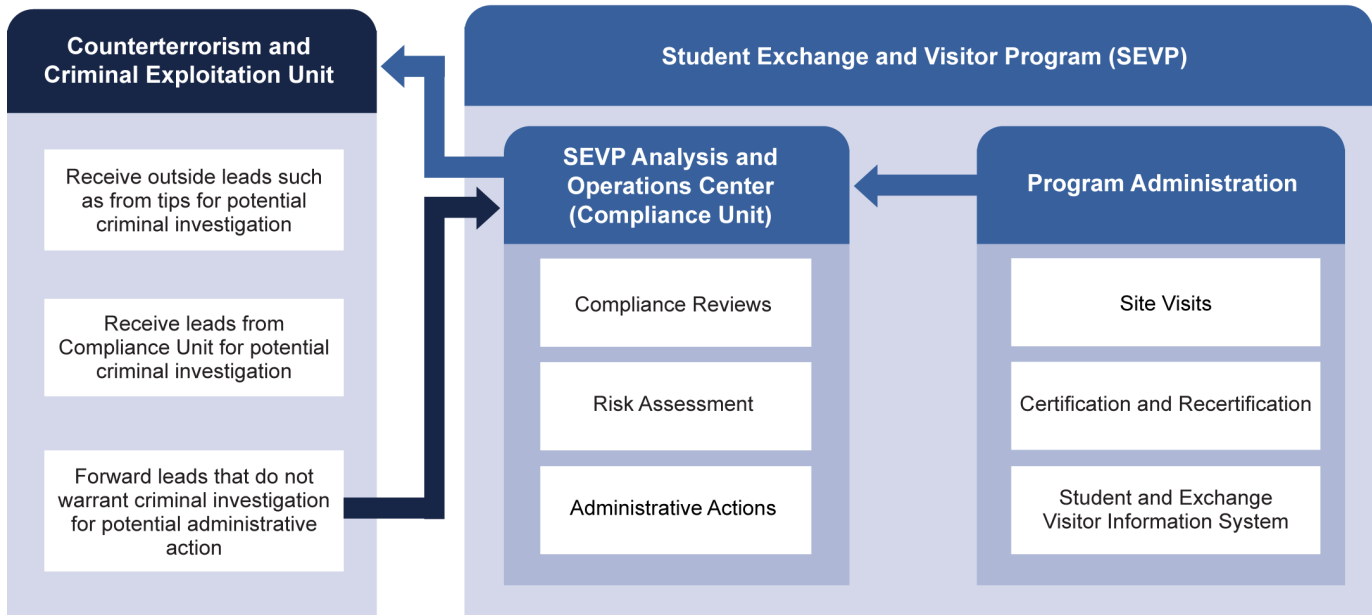 Counterterrorism and
Criminal Exploitation Unit
Receive outside leads such
as from tips for potential
criminal investigation
Receive leads from
Compliance Unit for potential
criminal investigation
Forward leads that do not
warrant criminal investigation
for potential administrative
action
Student Exchange and Visitor Program (SEVP)
SEVP Analysis and
Operations Center
(Compliance Unit)
Compliance Reviews
Risk Assessment
Administrative Actions
Program Administration
Site Visits
Certification and Recertification
Student and Exchange
Visitor Information System